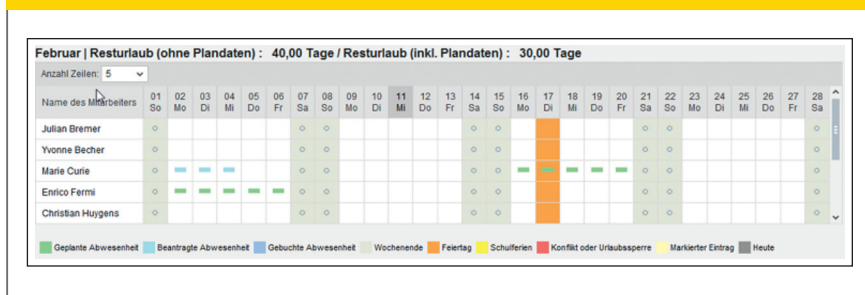 Februar | Resturlaub (ohne Plandaten) : 40,00 Tage / Resturlaub (inkl. Plandaten) : 30,00 Tage
Anzahl Zeilen: 5
Name des Mitarbeiters 01 So 02 Mo 03 Di 04 Mi 05 Do 06 Fr 07 Sa 08 So 09 Mo 10 Di 11 Mi 12 Do 13 Fr 14 Sa 15 So 16 Mo 17 Di 18 Mi 19 Do 20 Fr 21 Sa 22 So 23 Mo 24 Di 25 Mi 26 Do 27 Fr 28 Sa
Julian Bremer
Yvonne Becher
Marie Curie
Enrico Fermi
Christian Huygens
Geplante Abwesenheit Beantragte Abwesenheit Gebuchte Abwesenheit Wochenende Feiertag Schulferien Konflikt oder Urlaubssperre Markierter Eintrag Heute